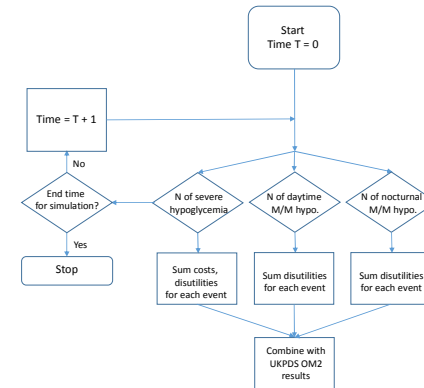 Start
Time T = 0
Time = T + 1
No
End time
for simulation?
N of severe
hypoglycemia
N of daytime
M/M hypo.
N of nocturnal
M/M hypo.
Yes
Stop
Sum costs,
disutilities
for each event
Sum disutilities
for each event
Sum disutilities
for each event
Combine with
UKPDS OM2
results